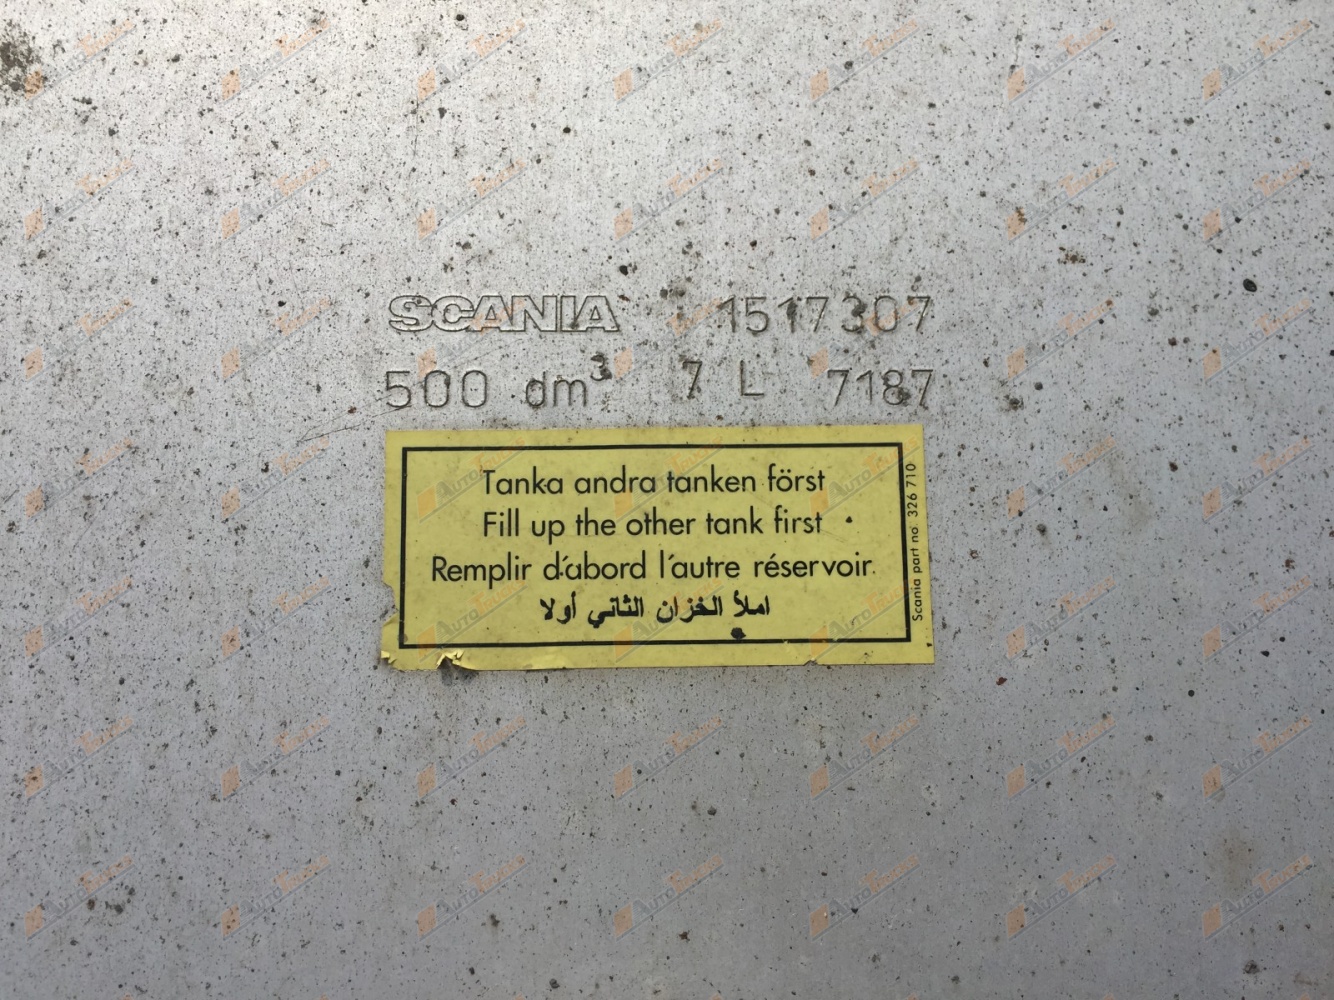 SCANIA 1517307
500 dm³ 7 L 7187
Tanka andra tanken först
Fill up the other tank first
Remplir d'abord l'autre réservoir
املأ الخزان الثاني أولا
Scania part no 326 710
AUTOTRUCKS